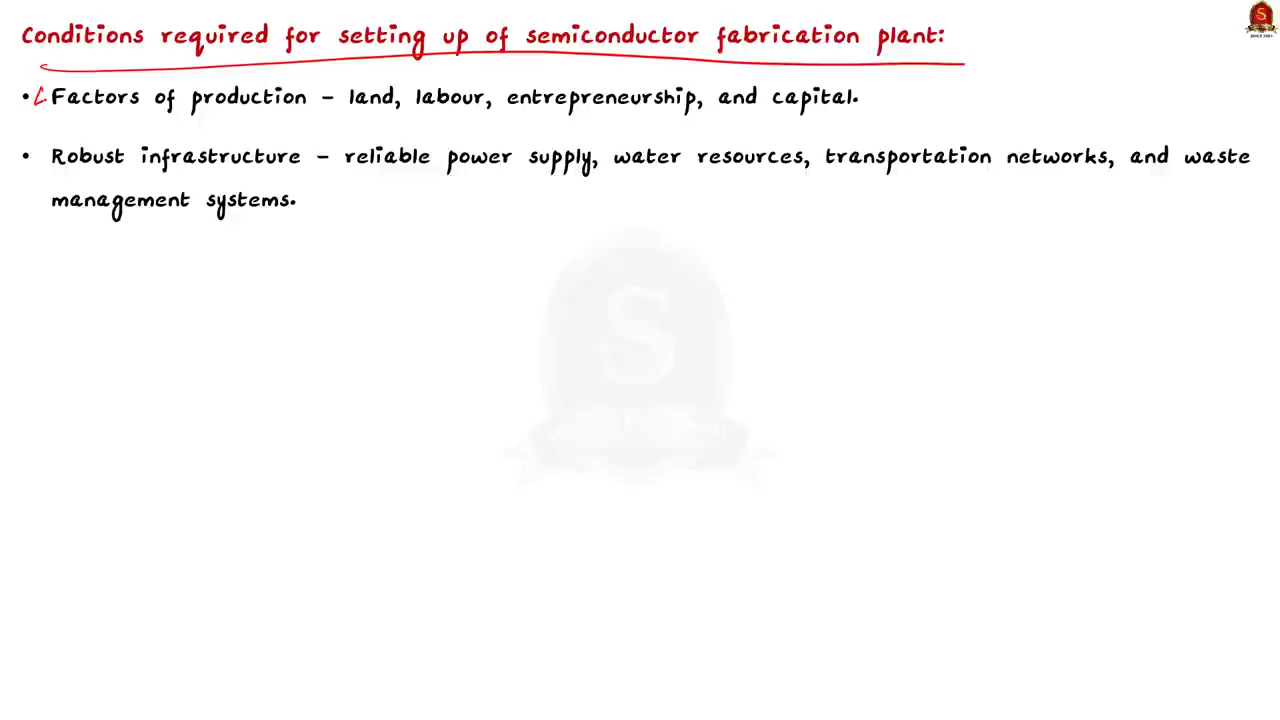 Conditions required for setting up of semiconductor fabrication plant:
• Factors of production – land, labour, entrepreneurship, and capital.
• Robust infrastructure – reliable power supply, water resources, transportation networks, and waste
management systems.
S